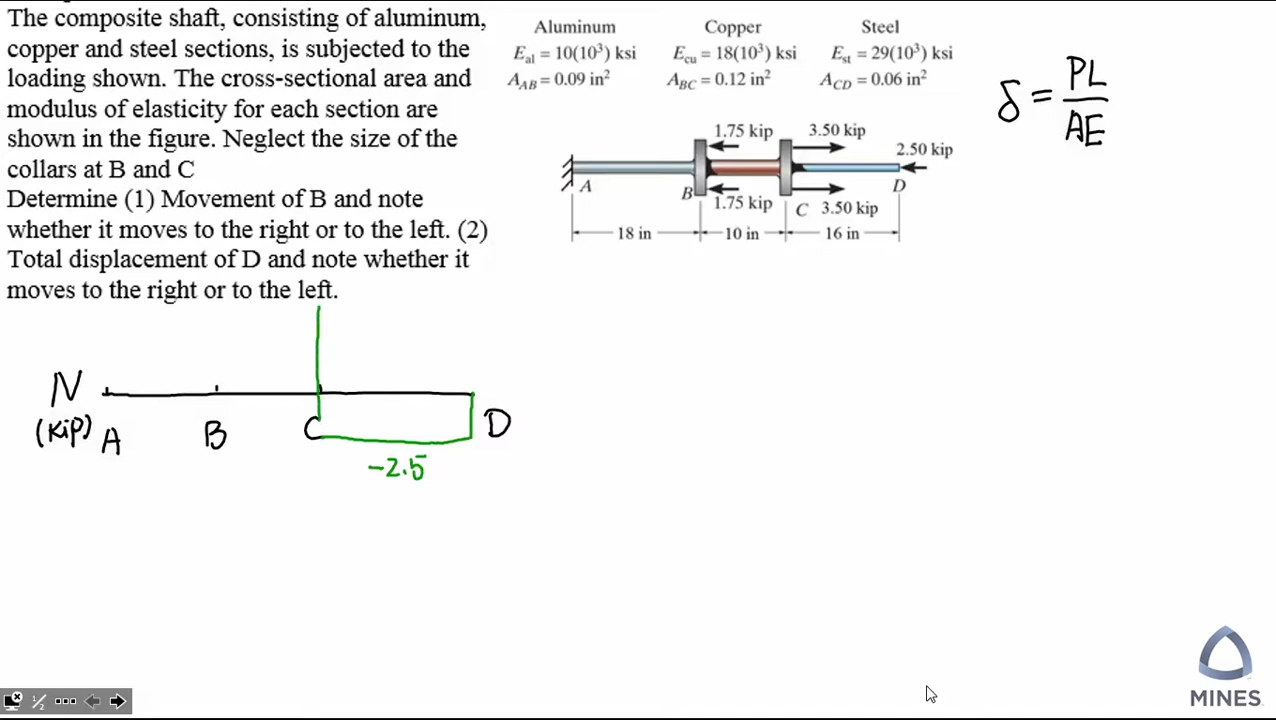 The composite shaft, consisting of aluminum,
copper and steel sections, is subjected to the
loading shown. The cross-sectional area and
modulus of elasticity for each section are
shown in the figure. Neglect the size of the
collars at B and C
Determine (1) Movement of B and note
whether it moves to the right or to the left. (2)
Total displacement of D and note whether it
moves to the right or to the left.
Aluminum Copper Steel
E_al = 10(10³) ksi E_cu = 18(10³) ksi E_st = 29(10³) ksi
A_AB = 0.09 in² A_BC = 0.12 in² A_CD = 0.06 in²
δ = PL/AE
1.75 kip 3.50 kip
2.50 kip
A B C D
1.75 kip 3.50 kip
18 in 10 in 16 in
N
(kip) A B C D
-2.5
1/2
MINES